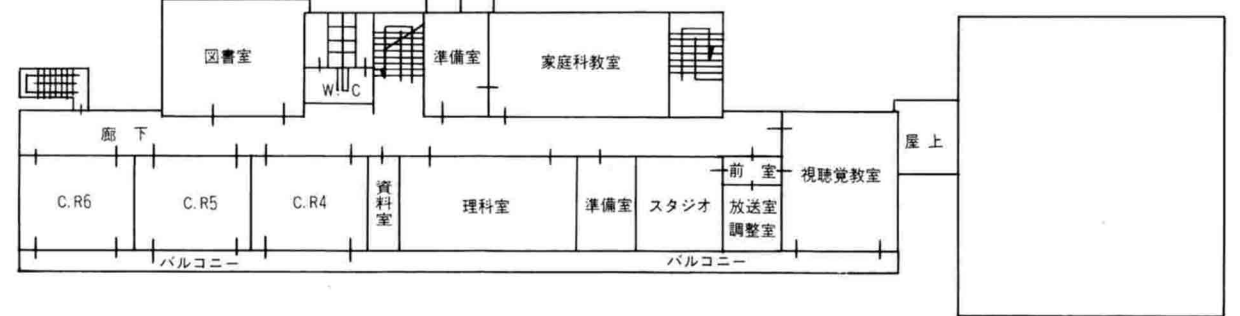 図書室
準備室
家庭科教室
W.C
廊下
屋上
C.R6
C.R5
C.R4
資料室
理科室
準備室
スタジオ
前室
放送室
調整室
視聴覚教室
バルコニー
バルコニー